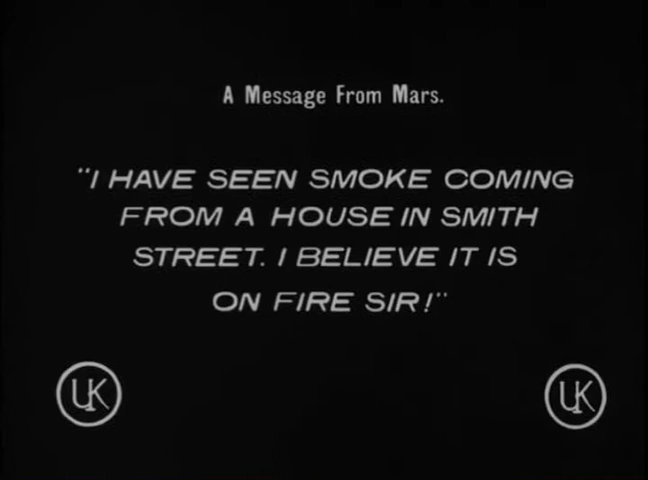 A Message From Mars.
"I HAVE SEEN SMOKE COMING
FROM A HOUSE IN SMITH
STREET. I BELIEVE IT IS
ON FIRE SIR!"
UK UK